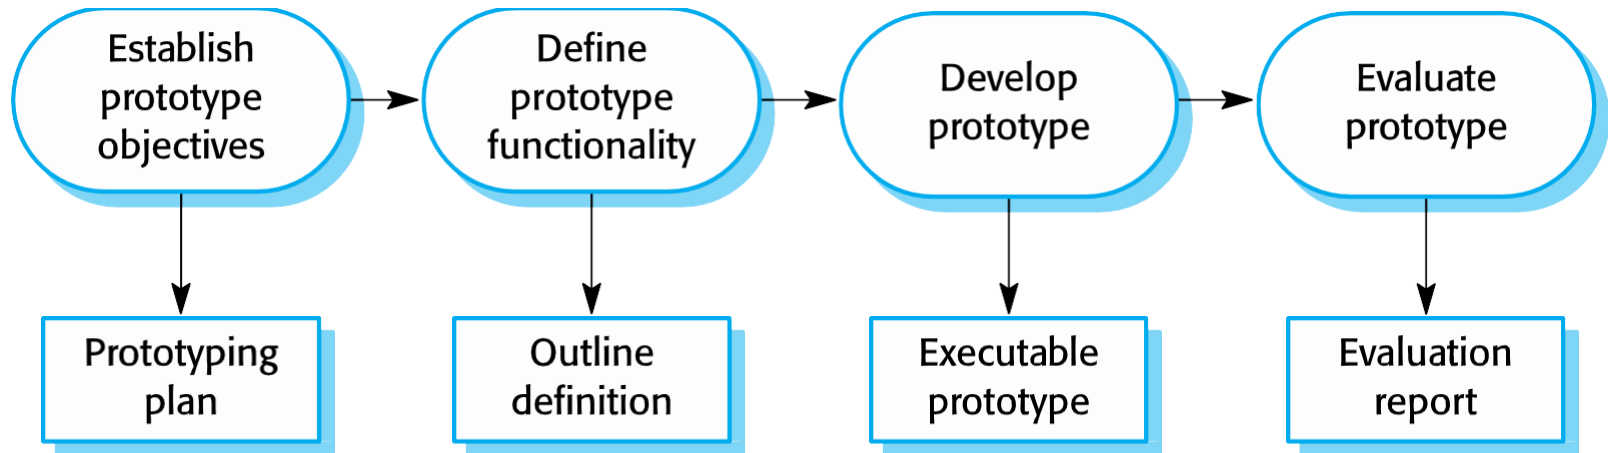 Establish
prototype
objectives
Define
prototype
functionality
Develop
prototype
Evaluate
prototype
Prototyping
plan
Outline
definition
Executable
prototype
Evaluation
report